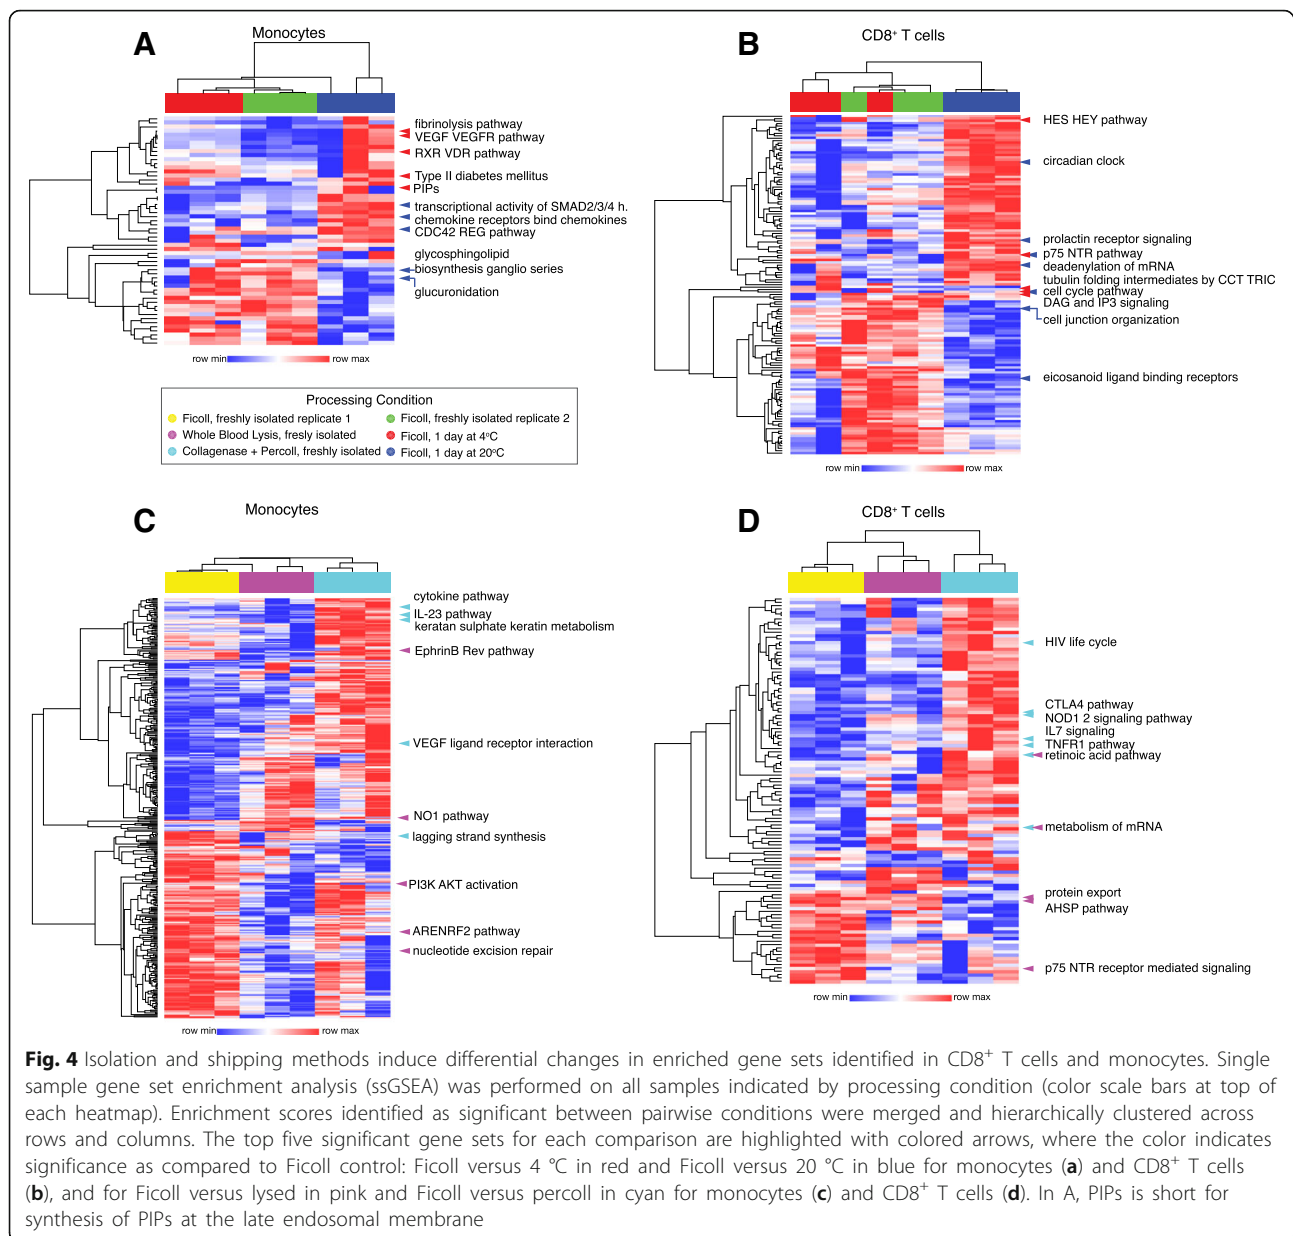 A
Monocytes
fibrinolysis pathway
VEGF VEGFR pathway
RXR VDR pathway
Type II diabetes mellitus
PIPs
transcriptional activity of SMAD2/3/4 h.
chemokine receptors bind chemokines
CDC42 REG pathway
glycosphingolipid
biosynthesis ganglio series
glucuronidation
row min
row max
B
CD8+ T cells
HES HEY pathway
circadian clock
prolactin receptor signaling
p75 NTR pathway
deadenylation of mRNA
tubulin folding intermediates by CCT TRIC
cell cycle pathway
DAG and IP3 signaling
cell junction organization
eicosanoid ligand binding receptors
row min
row max
Processing Condition
Ficoll, freshly isolated replicate 1
Ficoll, freshly isolated replicate 2
Whole Blood Lysis, fresly isolated
Ficoll, 1 day at 4°C
Collagenase + Percoll, freshly isolated
Ficoll, 1 day at 20°C
C
Monocytes
cytokine pathway
IL-23 pathway
keratan sulphate keratin metabolism
EphrinB Rev pathway
VEGF ligand receptor interaction
NO1 pathway
lagging strand synthesis
PI3K AKT activation
ARENRF2 pathway
nucleotide excision repair
row min
row max
D
CD8+ T cells
HIV life cycle
CTLA4 pathway
NOD1 2 signaling pathway
IL7 signaling
TNFR1 pathway
retinoic acid pathway
metabolism of mRNA
protein export
AHSP pathway
p75 NTR receptor mediated signaling
row min
row max
Fig. 4 Isolation and shipping methods induce differential changes in enriched gene sets identified in CD8+ T cells and monocytes. Single
sample gene set enrichment analysis (ssGSEA) was performed on all samples indicated by processing condition (color scale bars at top of
each heatmap). Enrichment scores identified as significant between pairwise conditions were merged and hierarchically clustered across
rows and columns. The top five significant gene sets for each comparison are highlighted with colored arrows, where the color indicates
significance as compared to Ficoll control: Ficoll versus 4 °C in red and Ficoll versus 20 °C in blue for monocytes (a) and CD8+ T cells
(b), and for Ficoll versus lysed in pink and Ficoll versus percoll in cyan for monocytes (c) and CD8+ T cells (d). In A, PIPs is short for
synthesis of PIPs at the late endosomal membrane